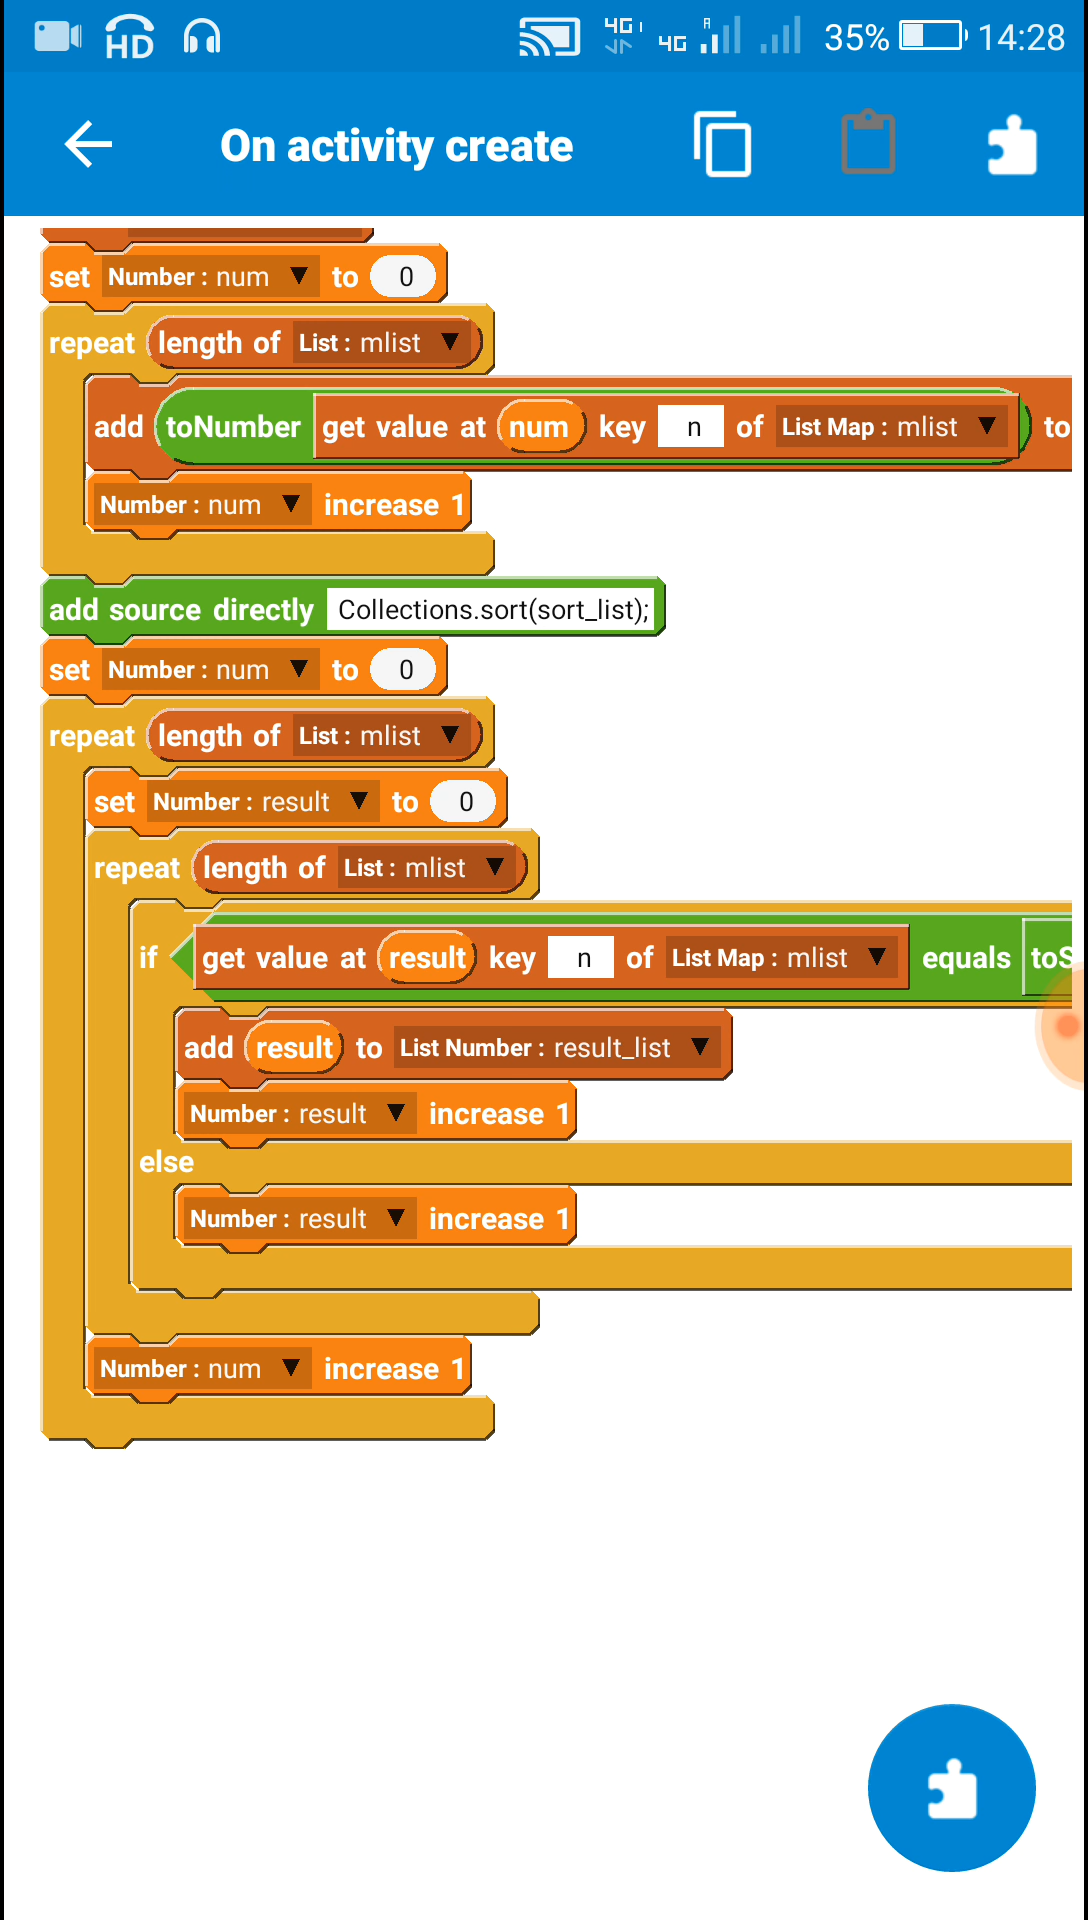 HD 4G 4G R 35% 14:28
On activity create
set Number : num to 0
repeat length of List : mlist
add toNumber get value at num key n of List Map : mlist to
Number : num increase 1
add source directly Collections.sort(sort_list);
set Number : num to 0
repeat length of List : mlist
set Number : result to 0
repeat length of List : mlist
if get value at result key n of List Map : mlist equals toS
add result to List Number : result_list
Number : result increase 1
else
Number : result increase 1
Number : num increase 1